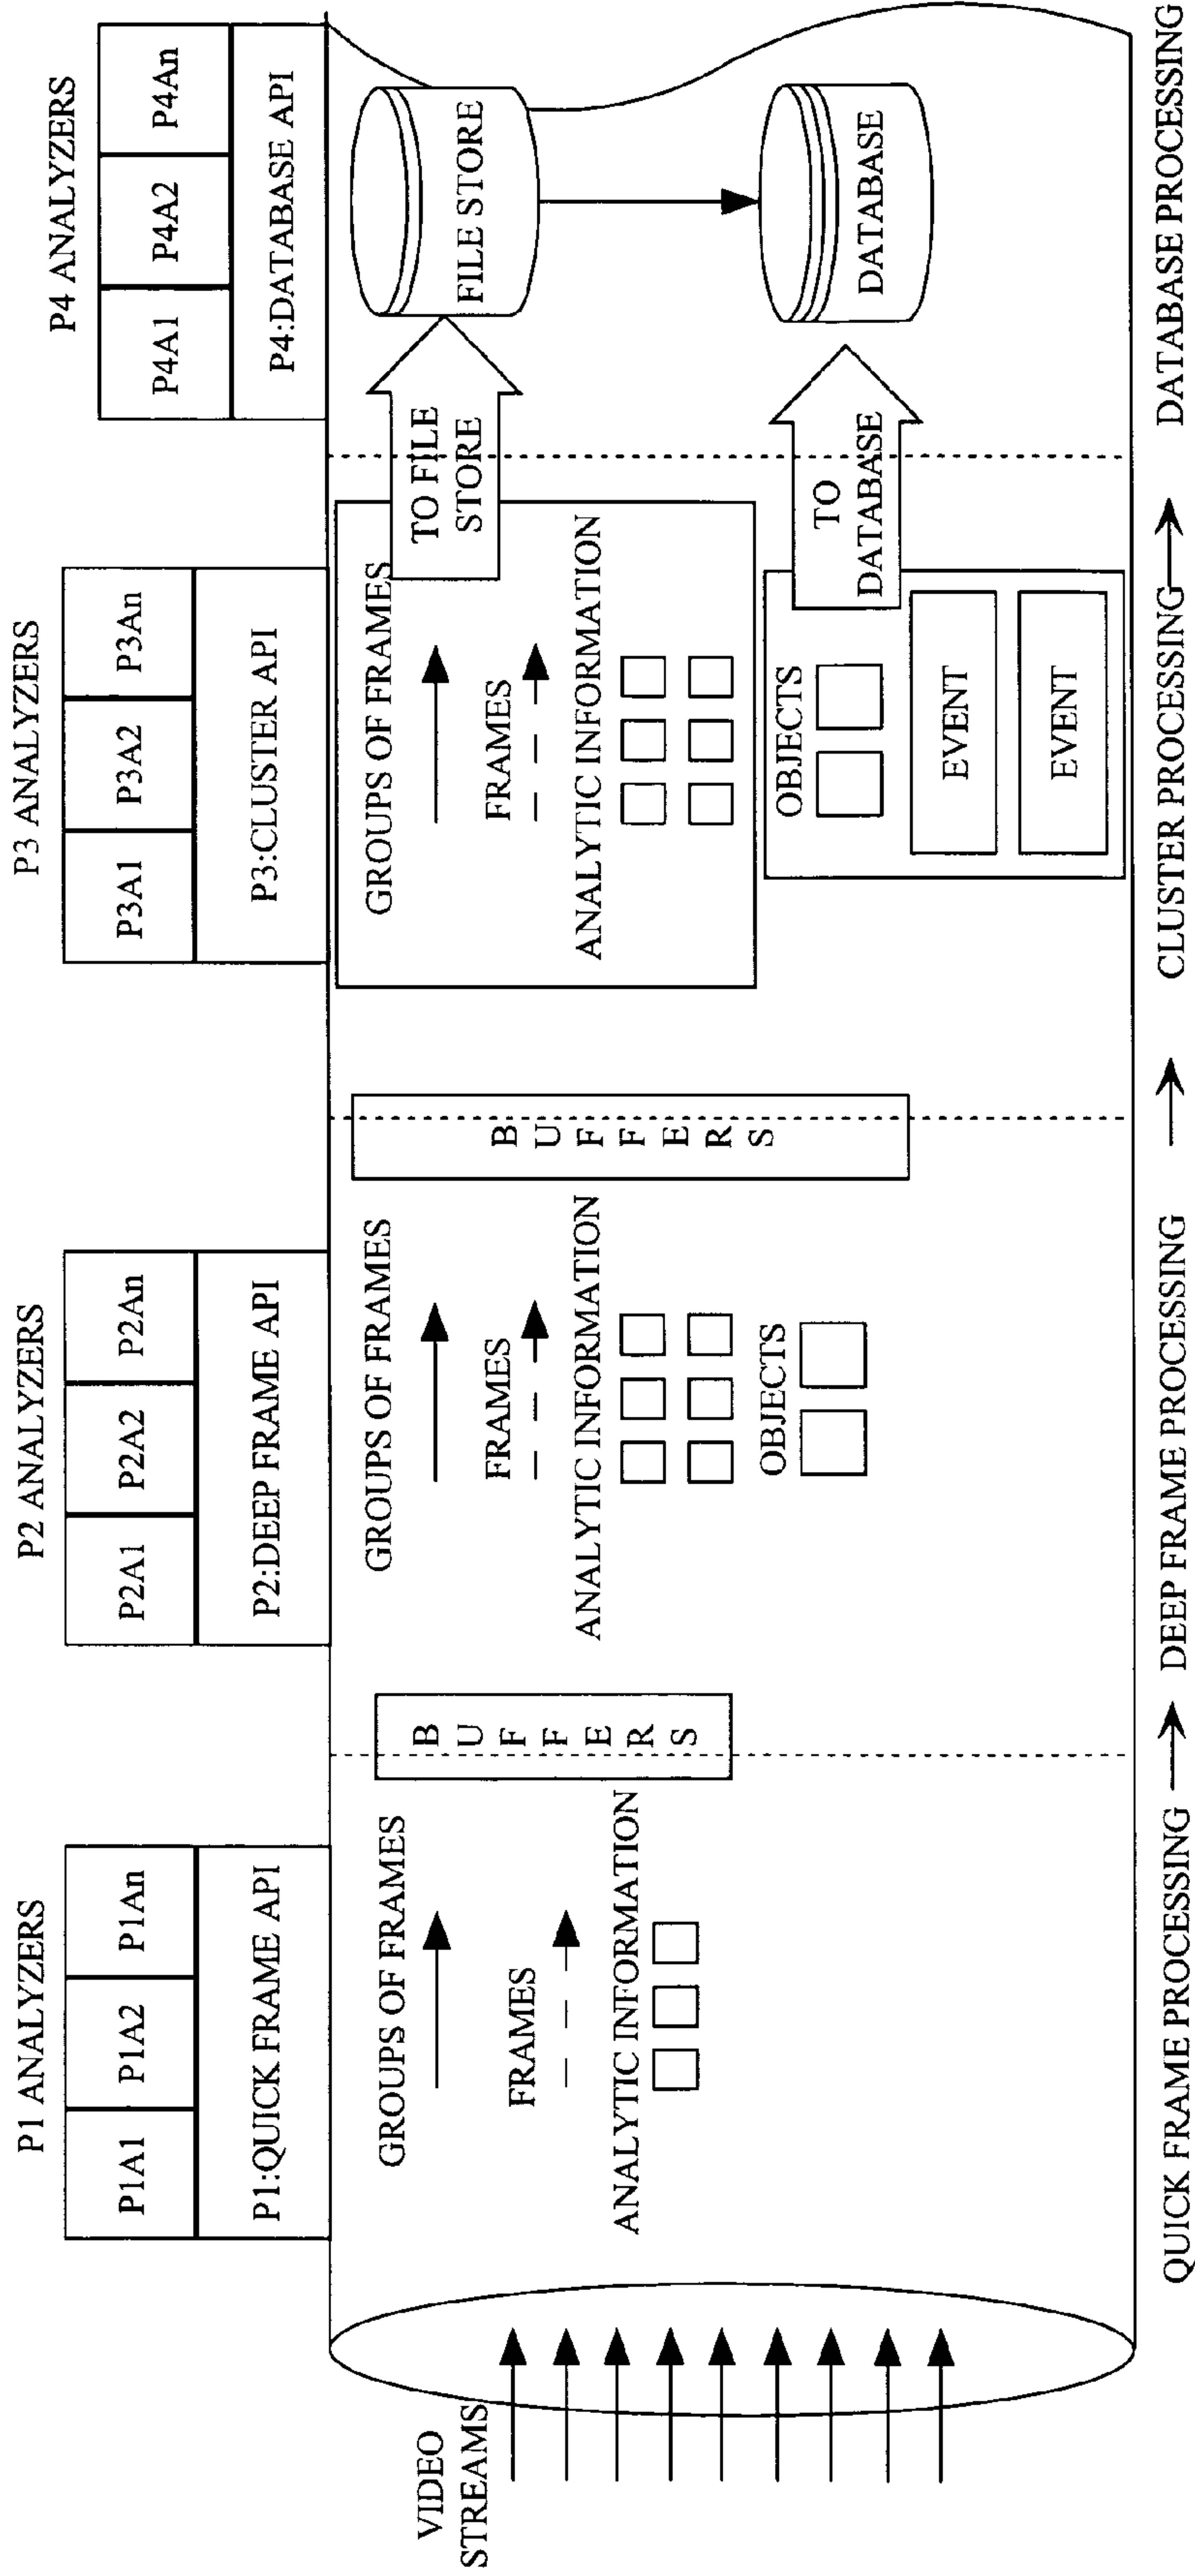 P1 ANALYZERS
P1A1
P1A2
P1An
P1:QUICK FRAME API
P2 ANALYZERS
P2A1
P2A2
P2An
P2:DEEP FRAME API
P3 ANALYZERS
P3A1
P3A2
P3An
P3:CLUSTER API
P4 ANALYZERS
P4A1
P4A2
P4An
P4:DATABASE API
VIDEO
STREAMS
GROUPS OF FRAMES
FRAMES
ANALYTIC INFORMATION
BUFFERS
GROUPS OF FRAMES
FRAMES
ANALYTIC INFORMATION
OBJECTS
BUFFERS
GROUPS OF FRAMES
FRAMES
ANALYTIC INFORMATION
OBJECTS
EVENT
EVENT
TO FILE
STORE
TO
DATABASE
FILE STORE
DATABASE
QUICK FRAME PROCESSING
DEEP FRAME PROCESSING
CLUSTER PROCESSING
DATABASE PROCESSING